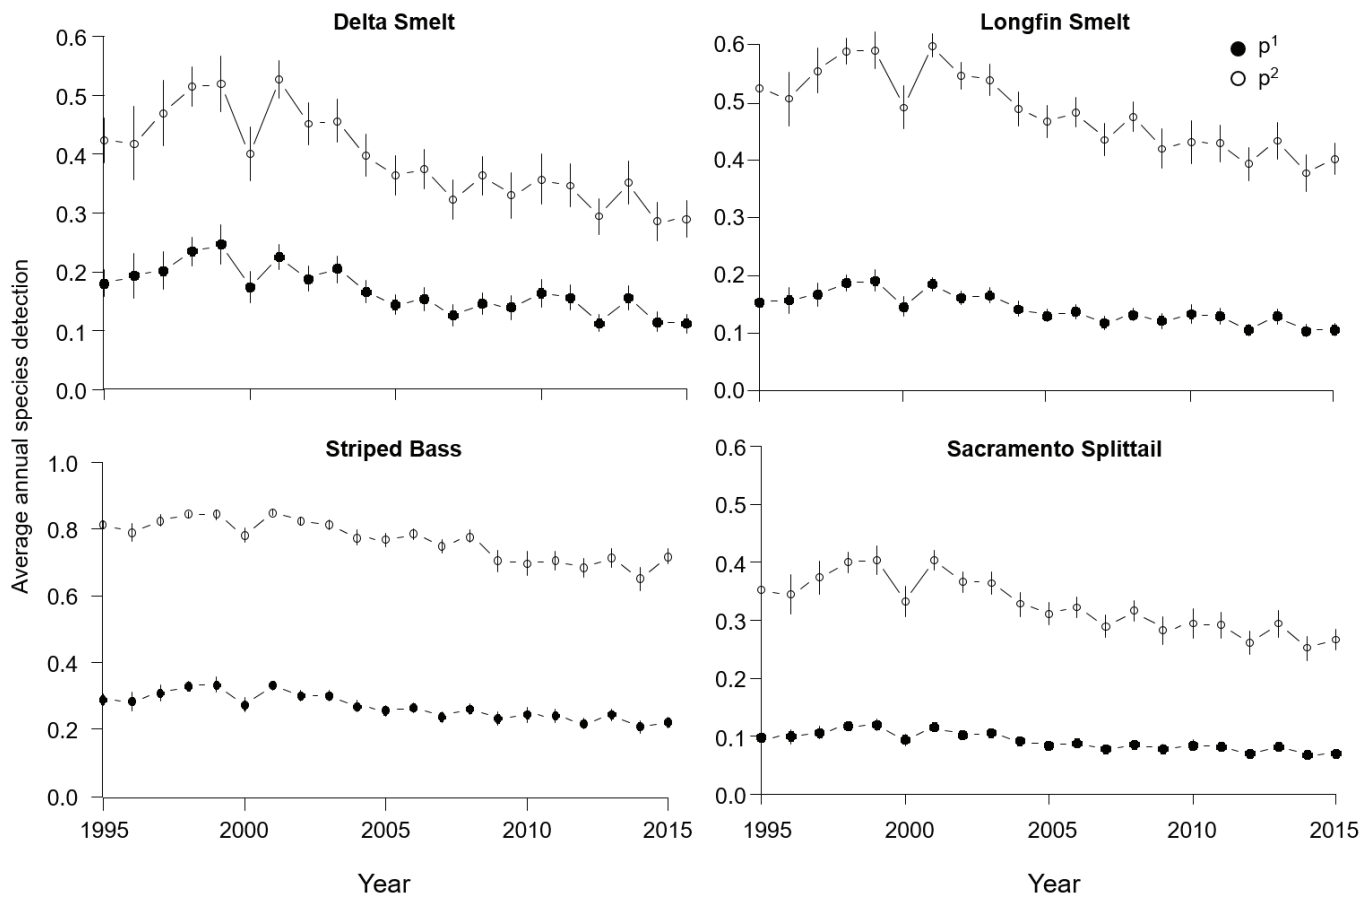 Delta Smelt
0.6
0.5
0.4
0.3
0.2
0.1
0.0
Longfin Smelt
p¹
p²
0.6
0.5
0.4
0.3
0.2
0.1
0.0
Average annual species detection
Striped Bass
1.0
0.8
0.6
0.4
0.2
0.0
1995 2000 2005 2010 2015
Year
Sacramento Splittail
0.6
0.5
0.4
0.3
0.2
0.1
0.0
1995 2000 2005 2010 2015
Year